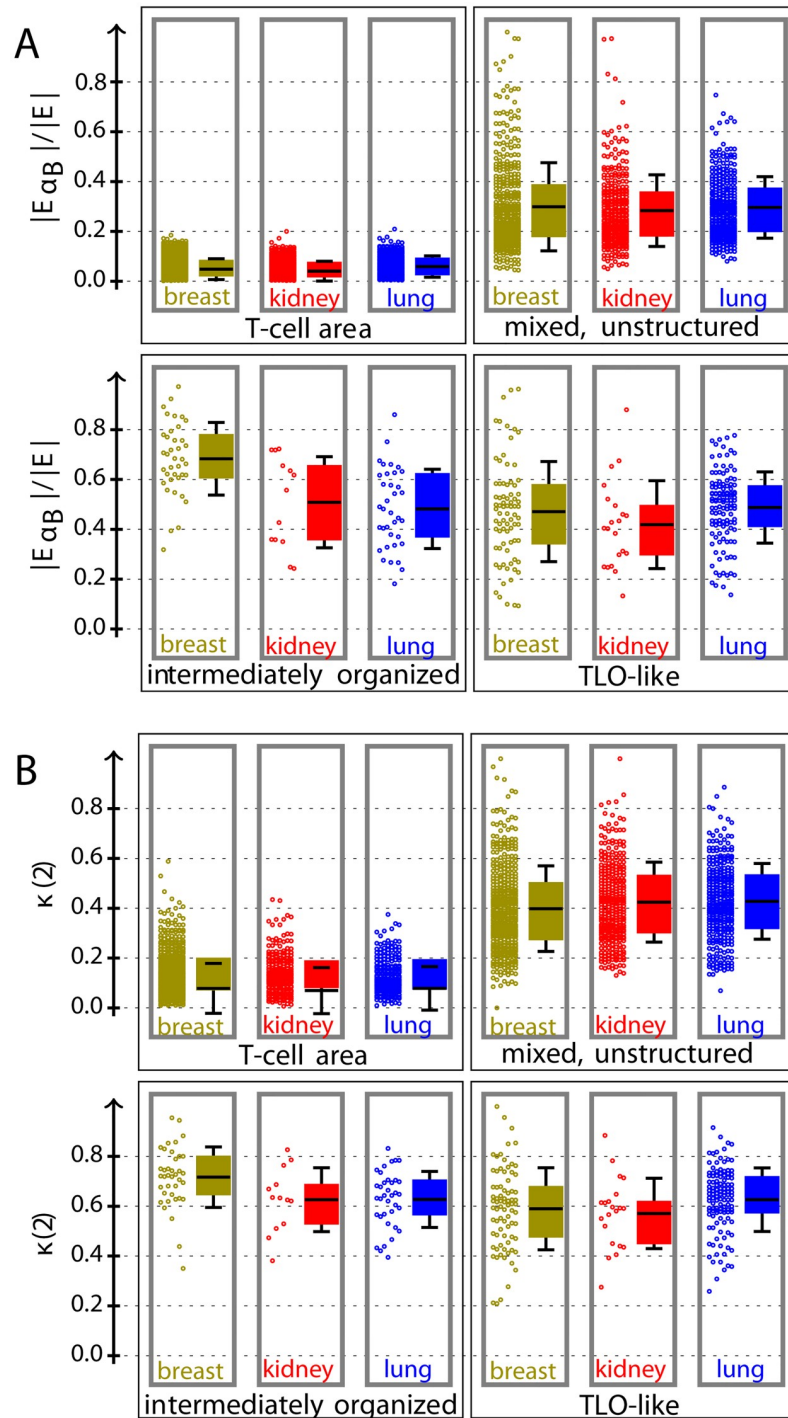 A
|E αB |/|E|
0.8
0.6
0.4
0.2
0.0
breast kidney lung
T-cell area
breast kidney lung
mixed, unstructured
|E αB |/|E|
0.8
0.6
0.4
0.2
0.0
breast kidney lung
intermediately organized
breast kidney lung
TLO-like
B
κ(2)
0.8
0.6
0.4
0.2
0.0
breast kidney lung
T-cell area
breast kidney lung
mixed, unstructured
κ(2)
0.8
0.6
0.4
0.2
0.0
breast kidney lung
intermediately organized
breast kidney lung
TLO-like